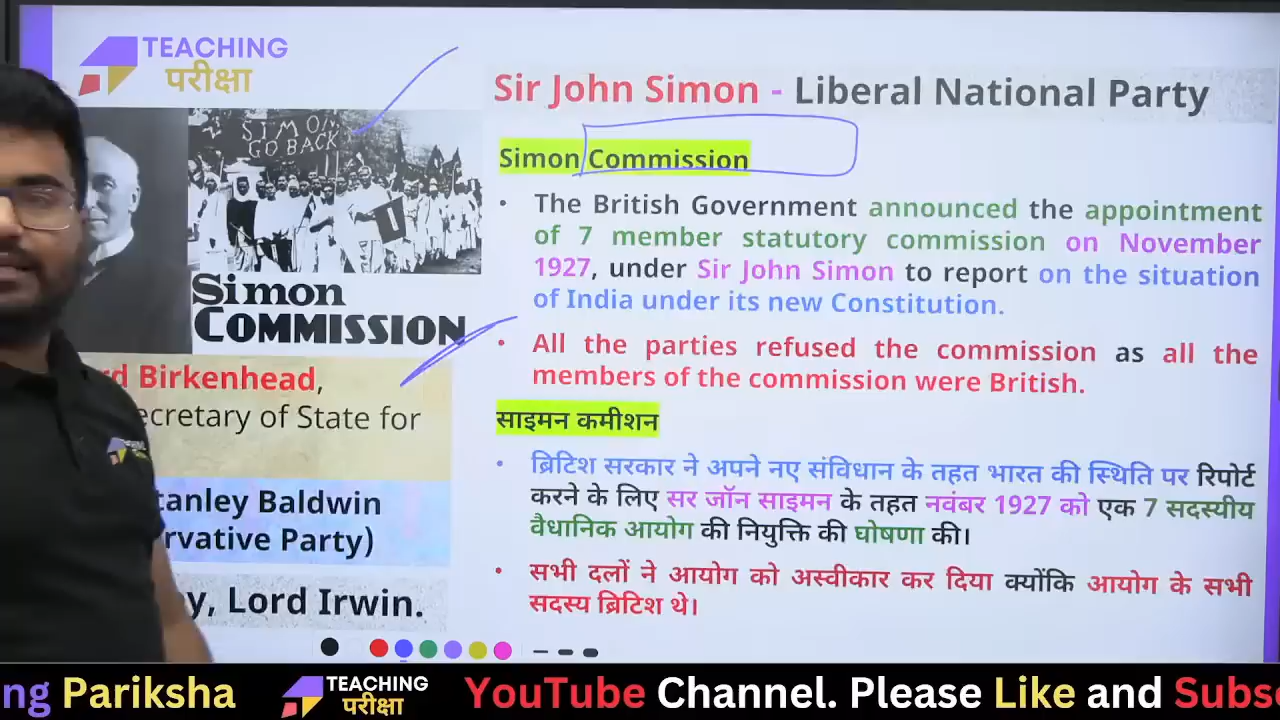 TEACHING
परीक्षा
SIMON
GO BACK
Simon
COMMISSION
Birkenhead,
ecretary of State for
tanley Baldwin
rvative Party)
y, Lord Irwin.
Sir John Simon - Liberal National Party
Simon Commission
• The British Government announced the appointment
of 7 member statutory commission on November
1927, under Sir John Simon to report on the situation
of India under its new Constitution.
• All the parties refused the commission as all the
members of the commission were British.
साइमन कमीशन
• ब्रिटिश सरकार ने अपने नए संविधान के तहत भारत की स्थिति पर रिपोर्ट
करने के लिए सर जॉन साइमन के तहत नवंबर 1927 को एक 7 सदस्यीय
वैधानिक आयोग की नियुक्ति की घोषणा की।
• सभी दलों ने आयोग को अस्वीकार कर दिया क्योंकि आयोग के सभी
सदस्य ब्रिटिश थे।
ng Pariksha TEACHING परीक्षा YouTube Channel. Please Like and Subs